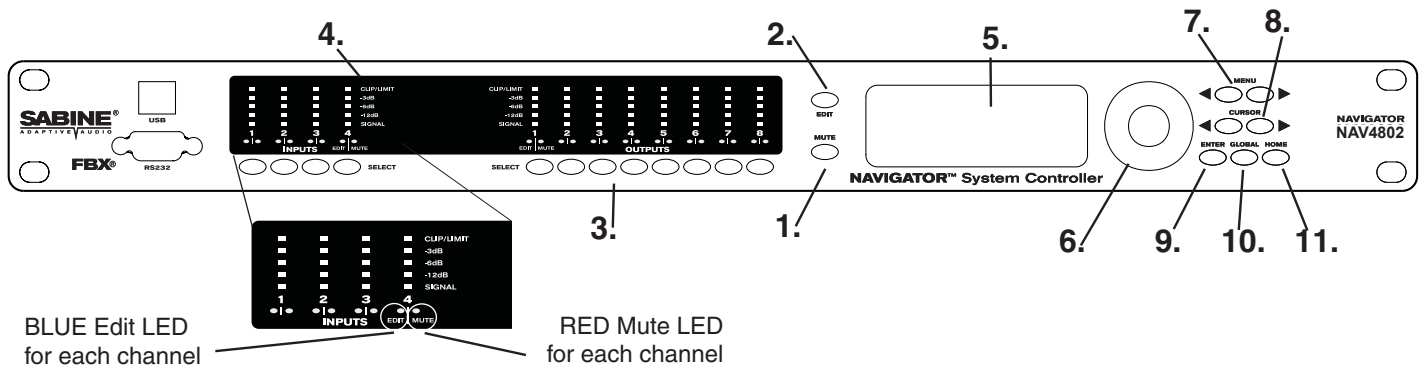 4.
2.
5.
7.
8.
SABINE®
ADAPTIVE AUDIO
FBX®
USB
RS232
CLIP/LIMIT
-3dB
-6dB
-12dB
SIGNAL
1 2 3 4
INPUTS
EDIT MUTE
SELECT
CLIP/LIMIT
-3dB
-6dB
-12dB
SIGNAL
1 2 3 4 5 6 7 8
EDIT MUTE
OUTPUTS
SELECT
EDIT
MUTE
NAVIGATOR™ System Controller
MENU
CURSOR
ENTER GLOBAL HOME
NAVIGATOR
NAV4802
3.
1.
6.
9.
10.
11.
CLIP/LIMIT
-3dB
-6dB
-12dB
SIGNAL
1 2 3 4
INPUTS
EDIT MUTE
BLUE Edit LED
for each channel
RED Mute LED
for each channel